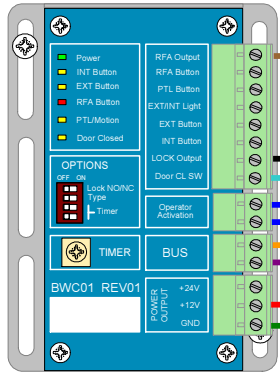 Power
INT Button
EXT Button
RFA Button
PTL/Motion
Door Closed
RFA Output
RFA Button
PTL Button
EXT/INT Light
EXT Button
INT Button
LOCK Output
Door CL SW
OPTIONS
OFF ON
Lock NO/NC
Type
Timer
Operator
Activation
TIMER
BUS
BWC01 REV01
POWER
OUTPUT
+24V
+12V
GND